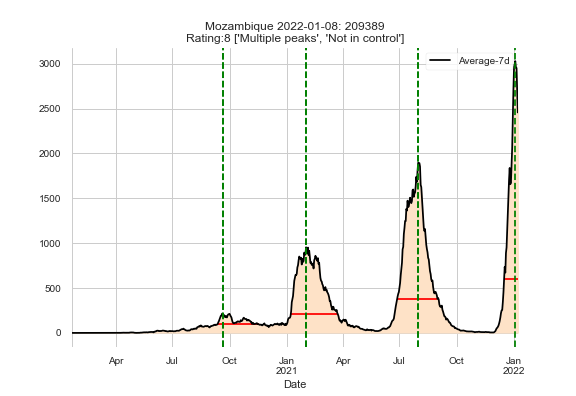 Mozambique 2022-01-08: 209389
Rating:8 ['Multiple peaks', 'Not in control']
Average-7d
3000
2500
2000
1500
1000
500
0
Apr Jul Oct Jan Apr Jul Oct Jan
2021 2022
Date